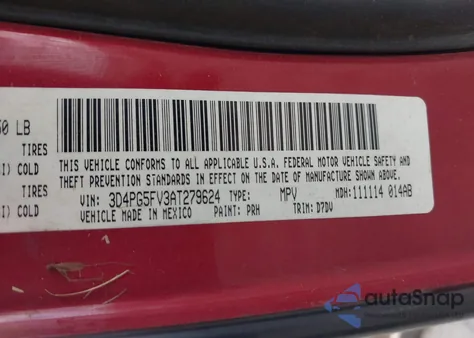 50 LB
TIRES
I) COLD
TIRES
I) COLD
THIS VEHICLE CONFORMS TO ALL APPLICABLE U.S.A. FEDERAL MOTOR VEHICLE SAFETY AND
THEFT PREVENTION STANDARDS IN EFFECT ON THE DATE OF MANUFACTURE SHOWN ABOVE.
VIN: 3D4PG5FV3AT279624 TYPE: MPV MDH: 111114 014AB
VEHICLE MADE IN MEXICO PAINT: PRH TRIM: D7DV
autoSnap